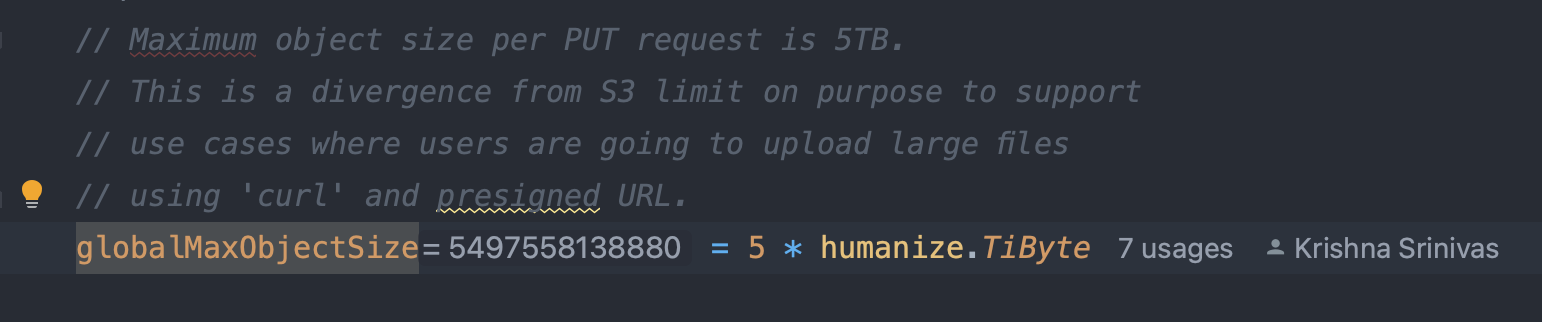 // Maximum object size per PUT request is 5TB.
// This is a divergence from S3 limit on purpose to support
// use cases where users are going to upload large files
// using 'curl' and presigned URL.
globalMaxObjectSize= 5497558138880 = 5 * humanize.TiByte 7 usages Krishna Srinivas